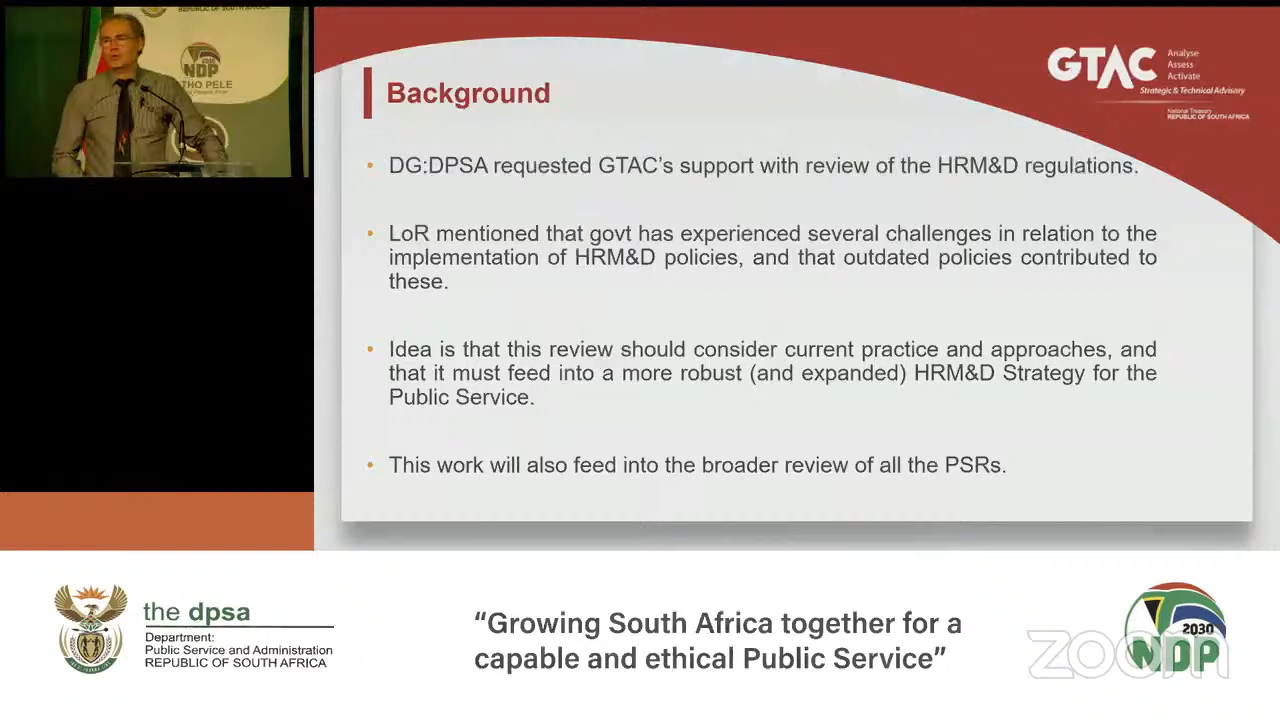 REPUBLIC OF SOUTH AFRICA
2030
NDP
THO PELE
GTAC
Analyse
Assess
Activate
Strategic & Technical Advisory
National Treasury
REPUBLIC OF SOUTH AFRICA
Background
• DG:DPSA requested GTAC’s support with review of the HRM&D regulations.
• LoR mentioned that govt has experienced several challenges in relation to the
implementation of HRM&D policies, and that outdated policies contributed to
these.
• Idea is that this review should consider current practice and approaches, and
that it must feed into a more robust (and expanded) HRM&D Strategy for the
Public Service.
• This work will also feed into the broader review of all the PSRs.
the dpsa
Department:
Public Service and Administration
REPUBLIC OF SOUTH AFRICA
“Growing South Africa together for a
capable and ethical Public Service”
2030
NDP
zoom